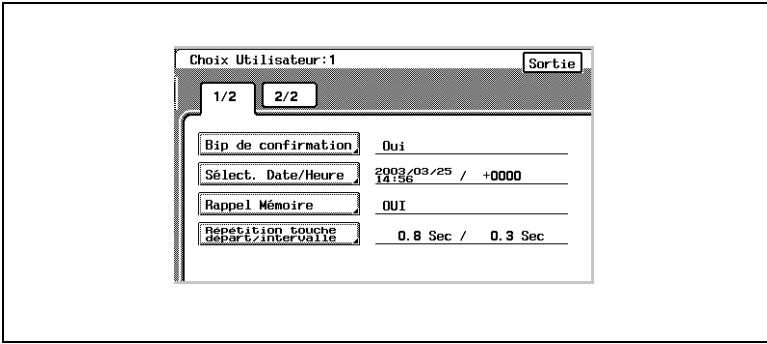 Choix Utilisateur:1
Sortie
1/2 2/2
Bip de confirmation Oui
Sélect. Date/Heure 2003/03/25 14:56 / +0000
Rappel Mémoire OUI
Répétition touche
départ/intervalle 0.8 Sec / 0.3 Sec